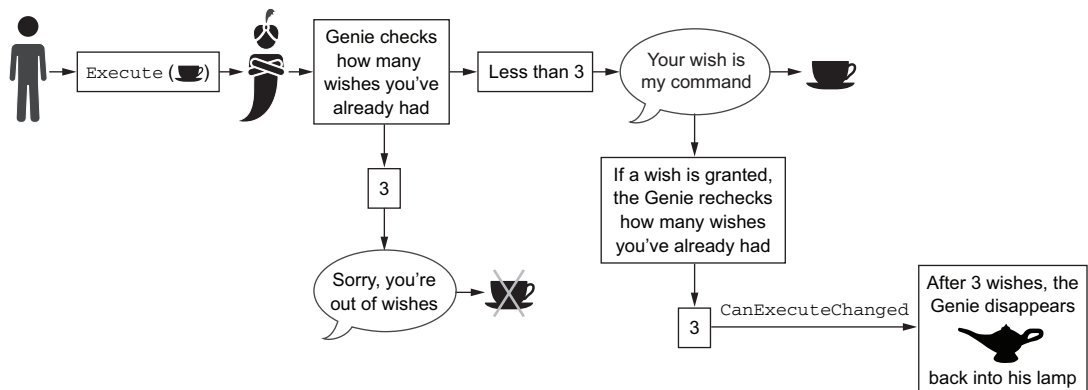 Execute ( )
Genie checks
how many
wishes you've
already had
Less than 3
Your wish is
my command
3
Sorry, you're
out of wishes
If a wish is granted,
the Genie rechecks
how many wishes
you've already had
3
CanExecuteChanged
After 3 wishes, the
Genie disappears
back into his lamp